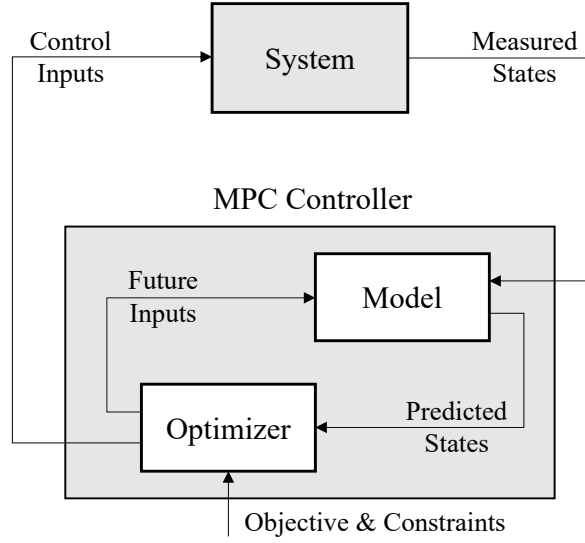 Control
Inputs
System
Measured
States
MPC Controller
Future
Inputs
Model
Optimizer
Predicted
States
Objective & Constraints